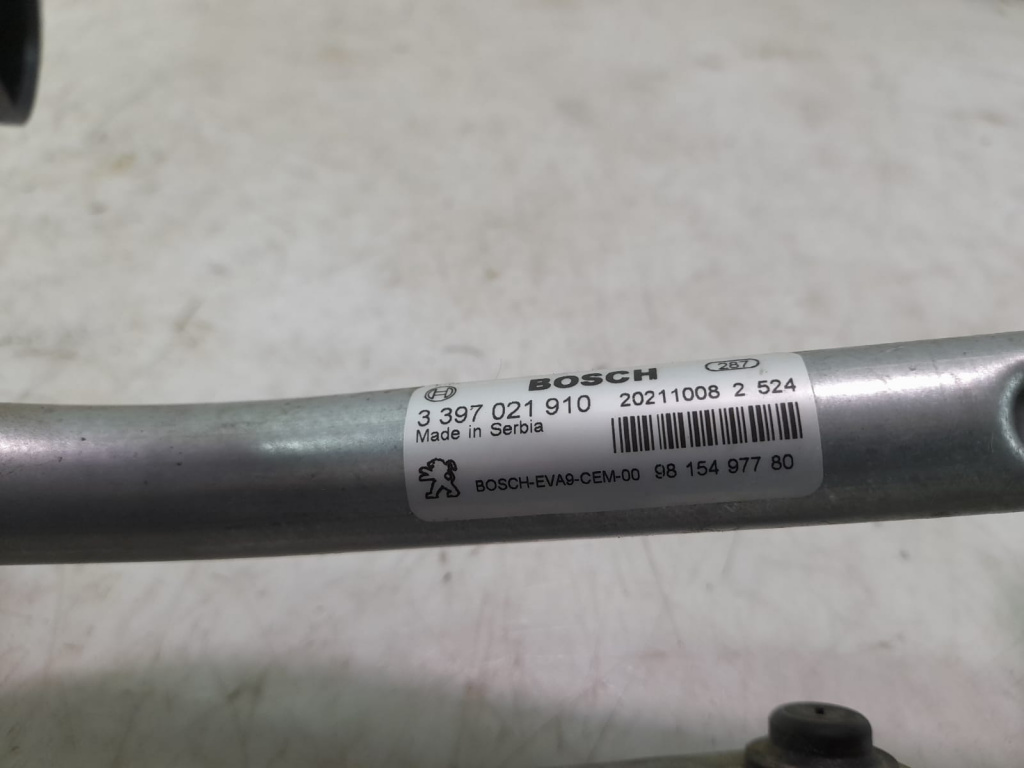 BOSCH 287
3 397 021 910 20211008 2 524
Made in Serbia
BOSCH-EVA9-CEM-00 98 154 977 80